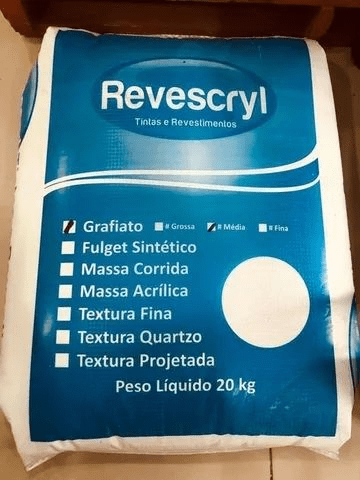 Revescryl
Tintas e Revestimentos
Grafiato # Grossa # Média # Fina
Fulget Sintético
Massa Corrida
Massa Acrílica
Textura Fina
Textura Quartzo
Textura Projetada
Peso Líquido 20 kg